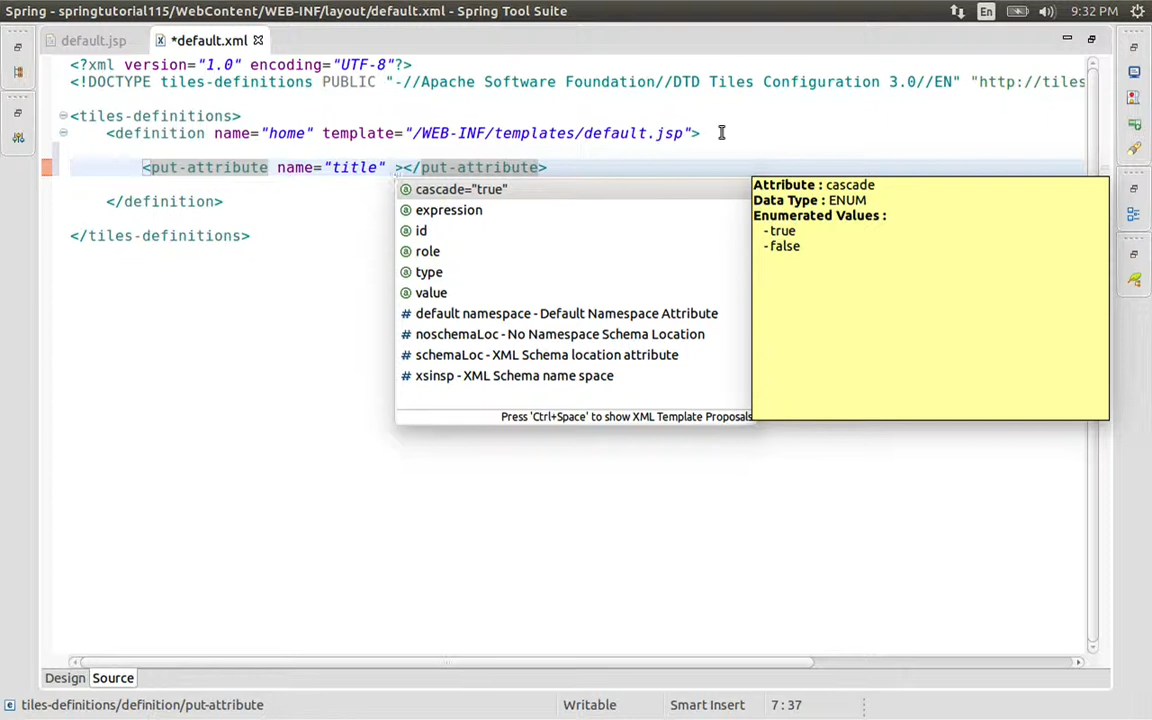 Spring - springtutorial115/WebContent/WEB-INF/layout/default.xml - Spring Tool Suite
En
9:32 PM
default.jsp
*default.xml
<?xml version="1.0" encoding="UTF-8"?>
<!DOCTYPE tiles-definitions PUBLIC "-//Apache Software Foundation//DTD Tiles Configuration 3.0//EN" "http://tiles
<tiles-definitions>
<definition name="home" template="/WEB-INF/templates/default.jsp">
<put-attribute name="title" ></put-attribute>
</definition>
</tiles-definitions>
cascade="true"
expression
id
role
type
value
default namespace - Default Namespace Attribute
noschemaLoc - No Namespace Schema Location
schemaLoc - XML Schema location attribute
xsinsp - XML Schema name space
Press 'Ctrl+Space' to show XML Template Proposals
Attribute : cascade
Data Type : ENUM
Enumerated Values :
- true
- false
Design
Source
tiles-definitions/definition/put-attribute
Writable
Smart Insert
7 : 37